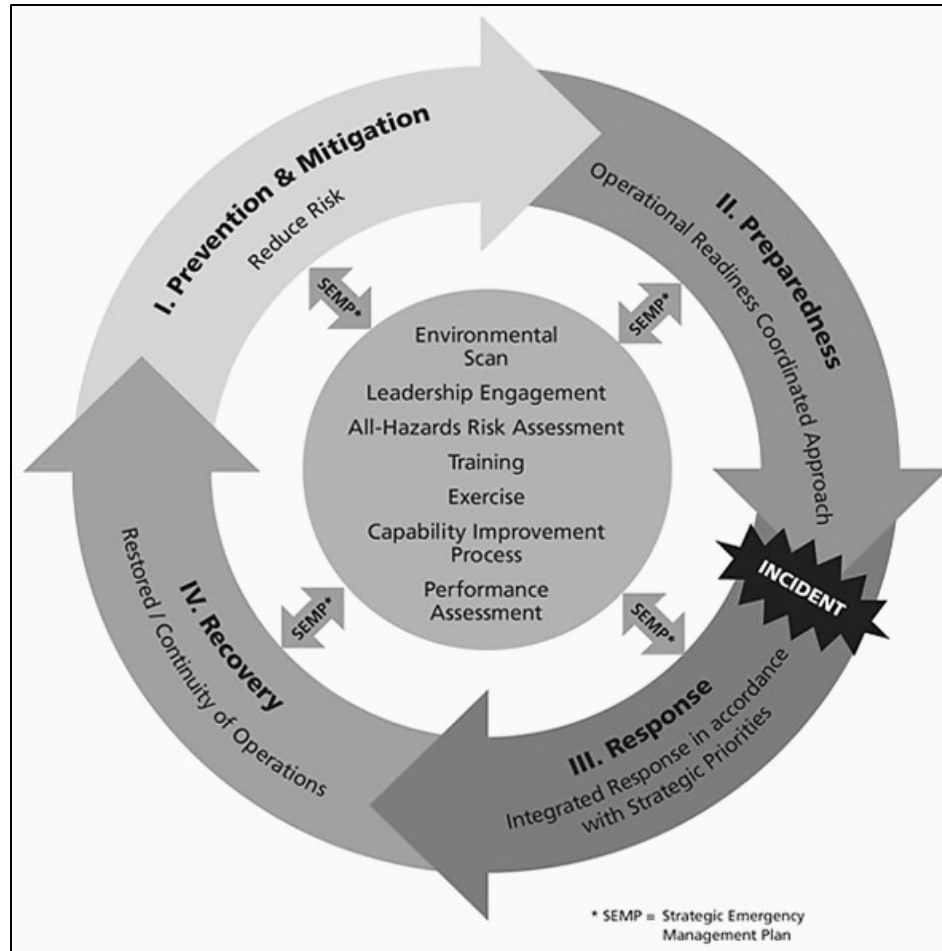 I. Prevention & Mitigation
Reduce Risk
II. Preparedness
Operational Readiness Coordinated Approach
INCIDENT
III. Response
Integrated Response in accordance
with Strategic Priorities
IV. Recovery
Restored / Continuity of Operations
SEMP*
SEMP*
SEMP*
SEMP*
Environmental
Scan
Leadership Engagement
All-Hazards Risk Assessment
Training
Exercise
Capability Improvement
Process
Performance
Assessment
* SEMP = Strategic Emergency
Management Plan